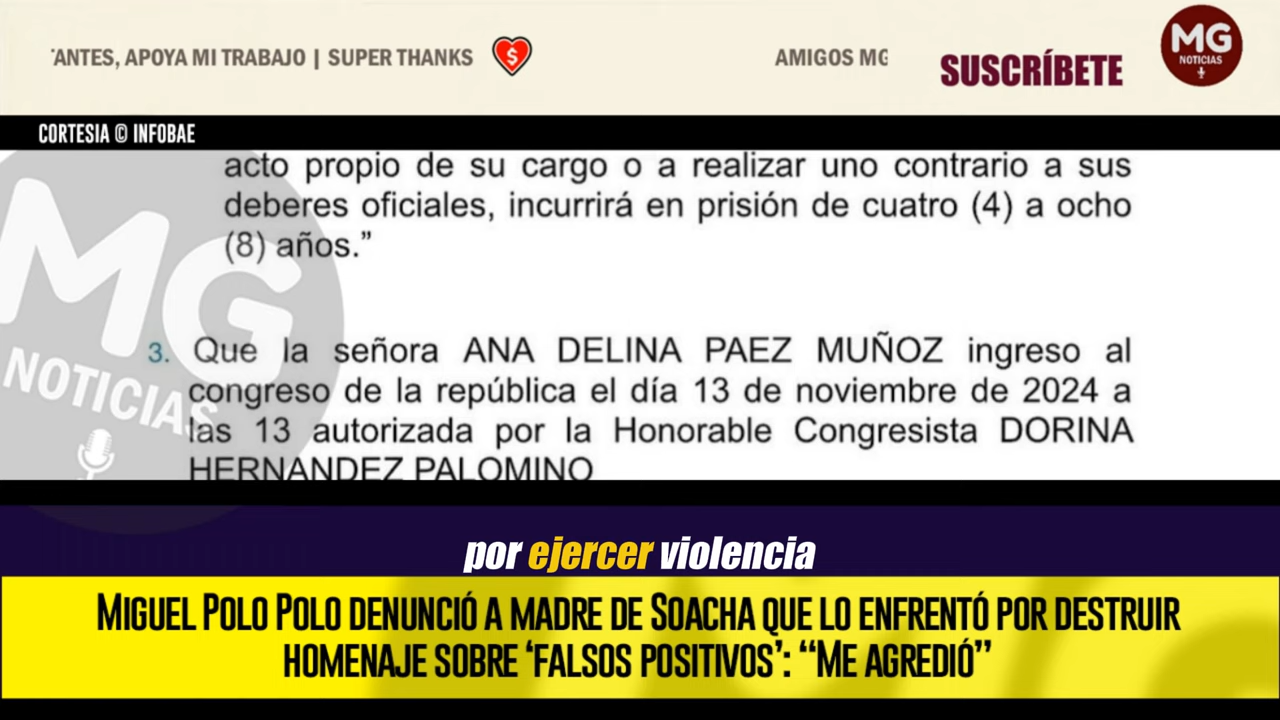 TANTES, APOYA MI TRABAJO | SUPER THANKS
AMIGOS MG
SUSCRÍBETE
MG
NOTICIAS
CORTESIA © INFOBAE
acto propio de su cargo o a realizar uno contrario a sus
deberes oficiales, incurrirá en prisión de cuatro (4) a ocho
(8) años.”
3. Que la señora ANA DELINA PAEZ MUÑOZ ingreso al
congreso de la república el día 13 de noviembre de 2024 a
las 13 autorizada por la Honorable Congresista DORINA
HERNANDEZ PALOMINO
MG
NOTICIAS
por ejercer violencia
MIGUEL POLO POLO DENUNCIÓ A MADRE DE SOACHA QUE LO ENFRENTÓ POR DESTRUIR
HOMENAJE SOBRE ‘FALSOS POSITIVOS’: “ME AGREDIÓ”